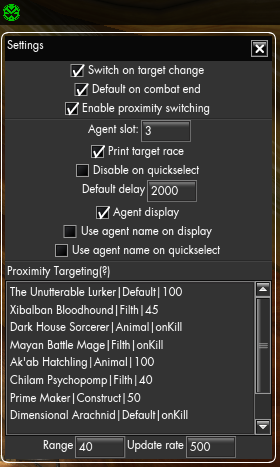 Settings
Switch on target change
Default on combat end
Enable proximity switching
Agent slot: 3
Print target race
Disable on quickselect
Default delay 2000
Agent display
Use agent name on display
Use agent name on quickselect
Proximity Targeting(?)
The Unutterable Lurker|Default|100
Xibalban Bloodhound|Filth|45
Dark House Sorcerer|Animal|onKill
Mayan Battle Mage|Filth|onKill
Ak'ab Hatchling|Animal|100
Chilam Psychopomp|Filth|40
Prime Maker|Construct|50
Dimensional Arachnid|Default|onKill
Range 40 Update rate 500